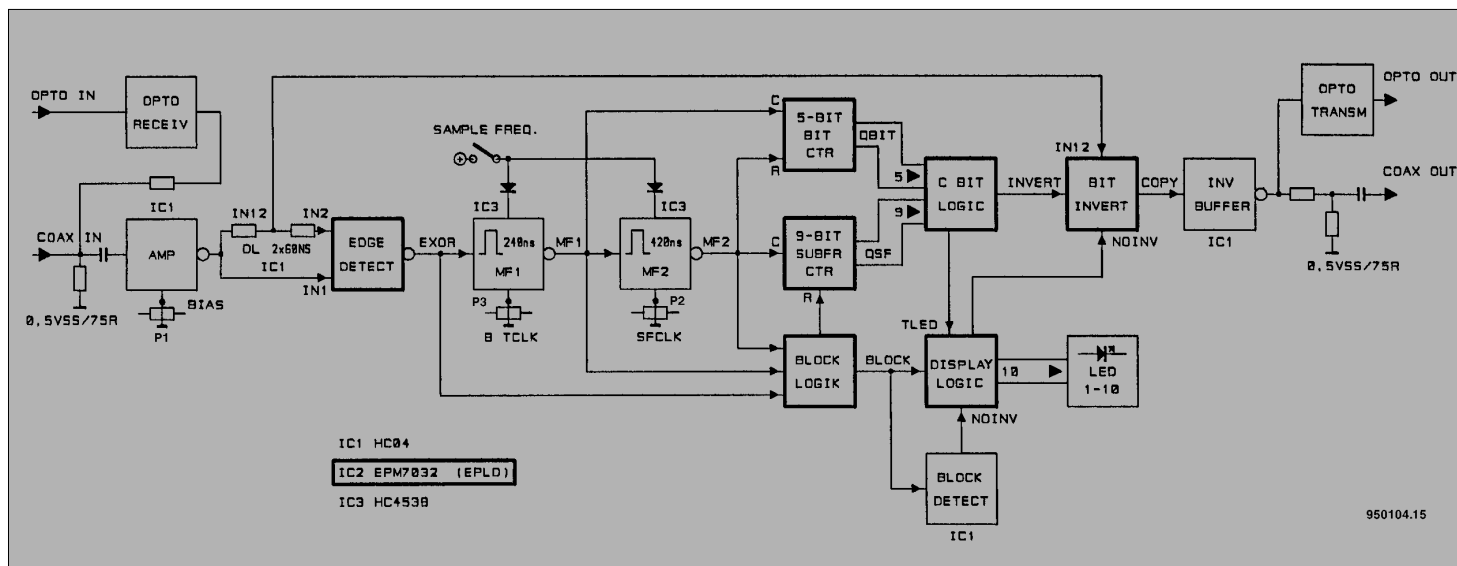 OPTO IN
OPTO
RECEIV
IC1
COAX IN
AMP
0,5VSS/75R
BIAS
P1
IN12
IN2
DL 2x60NS
IC1
IN1
EDGE
DETECT
EXOR
SAMPLE FREQ.
IC3
240ns
MF1
MF1
P3
B TCLK
IC3
420ns
MF2
MF2
P2
SFCLK
C
5-BIT
BIT
CTR
R
QBIT
5
C
9-BIT
SUBFR
CTR
R
9
QSF
C BIT
LOGIC
INVERT
IN12
BIT
INVERT
NOINV
COPY
INV
BUFFER
IC1
OPTO
TRANSM
OPTO OUT
COAX OUT
0,5VSS/75R
BLOCK
LOGIK
BLOCK
TLED
DISPLAY
LOGIC
10
LED
1-10
NOINV
BLOCK
DETECT
IC1
IC1 HC04
IC2 EPM7032 (EPLD)
IC3 HC4538
950104.15